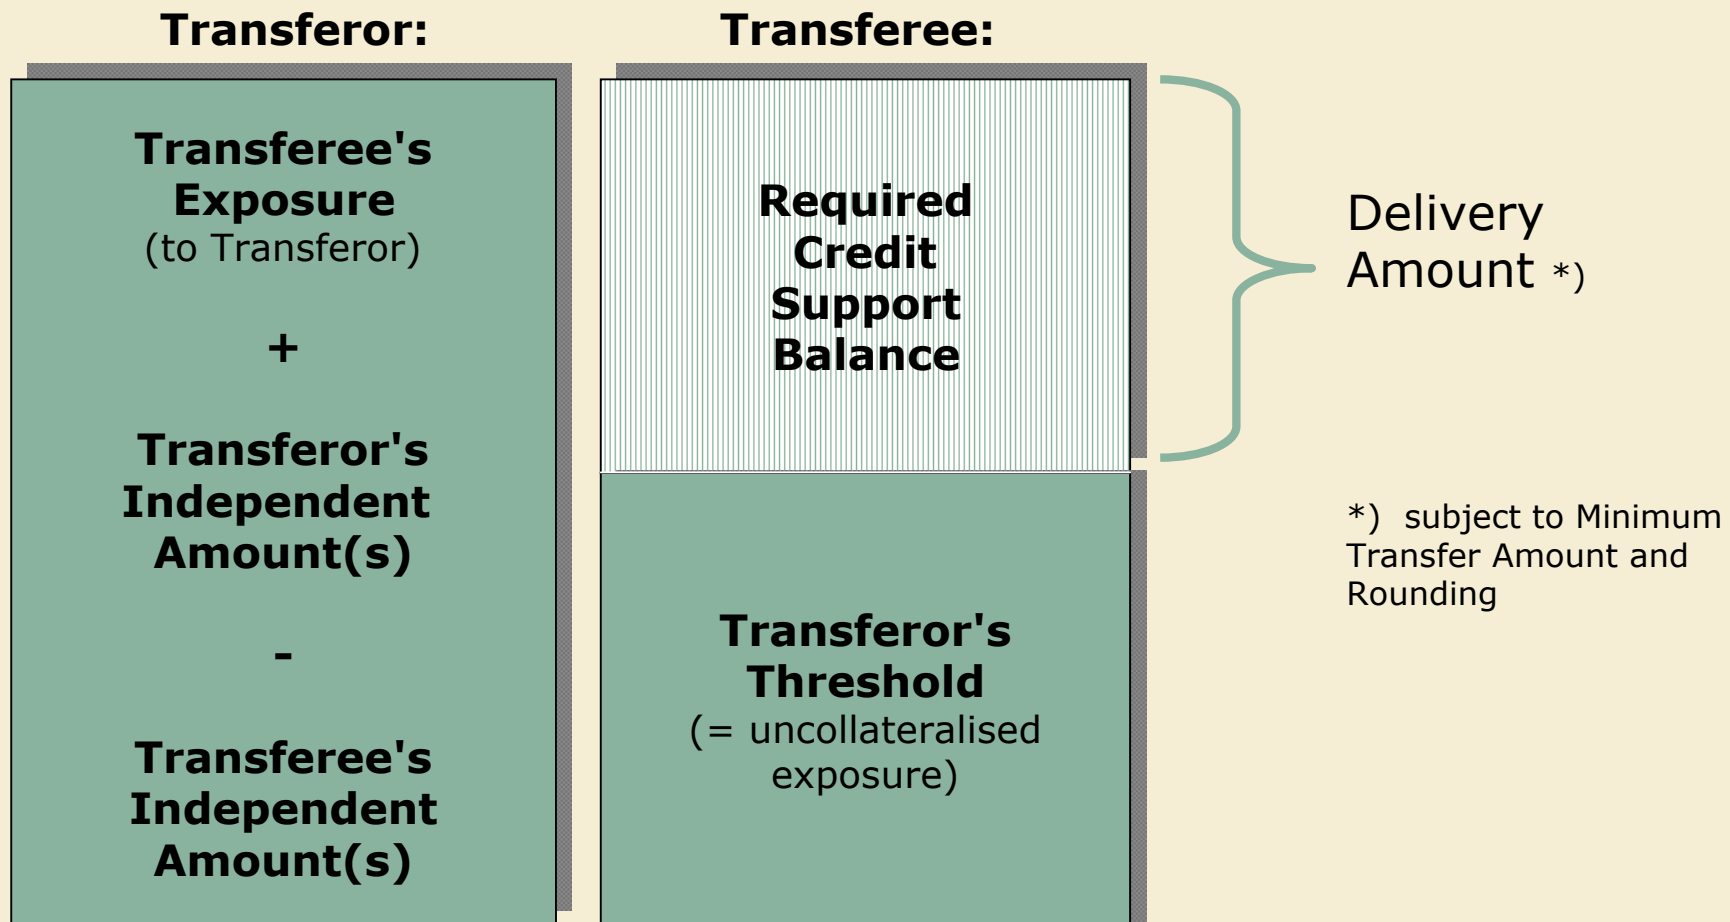 Transferor:
Transferee's
Exposure
(to Transferor)
+
Transferor's
Independent
Amount(s)
-
Transferee's
Independent
Amount(s)
Transferee:
Required
Credit
Support
Balance
Transferor's
Threshold
(= uncollateralised
exposure)
Delivery
Amount *)
*) subject to Minimum
Transfer Amount and
Rounding